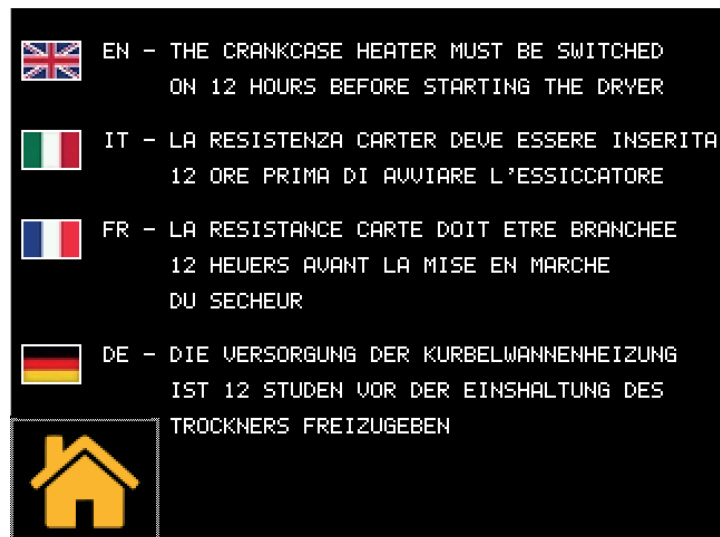 EN - THE CRANKCASE HEATER MUST BE SWITCHED
ON 12 HOURS BEFORE STARTING THE DRYER
IT - LA RESISTENZA CARTER DEVE ESSERE INSERITA
12 ORE PRIMA DI AVVIARE L'ESSICCATORE
FR - LA RESISTANCE CARTE DOIT ETRE BRANCHEE
12 HEUERS AVANT LA MISE EN MARCHE
DU SECHEUR
DE - DIE VERSORGUNG DER KURBELWANNENHEIZUNG
IST 12 STUDEN VOR DER EINSHALTUNG DES
TROCKNERS FREIZUGEBEN